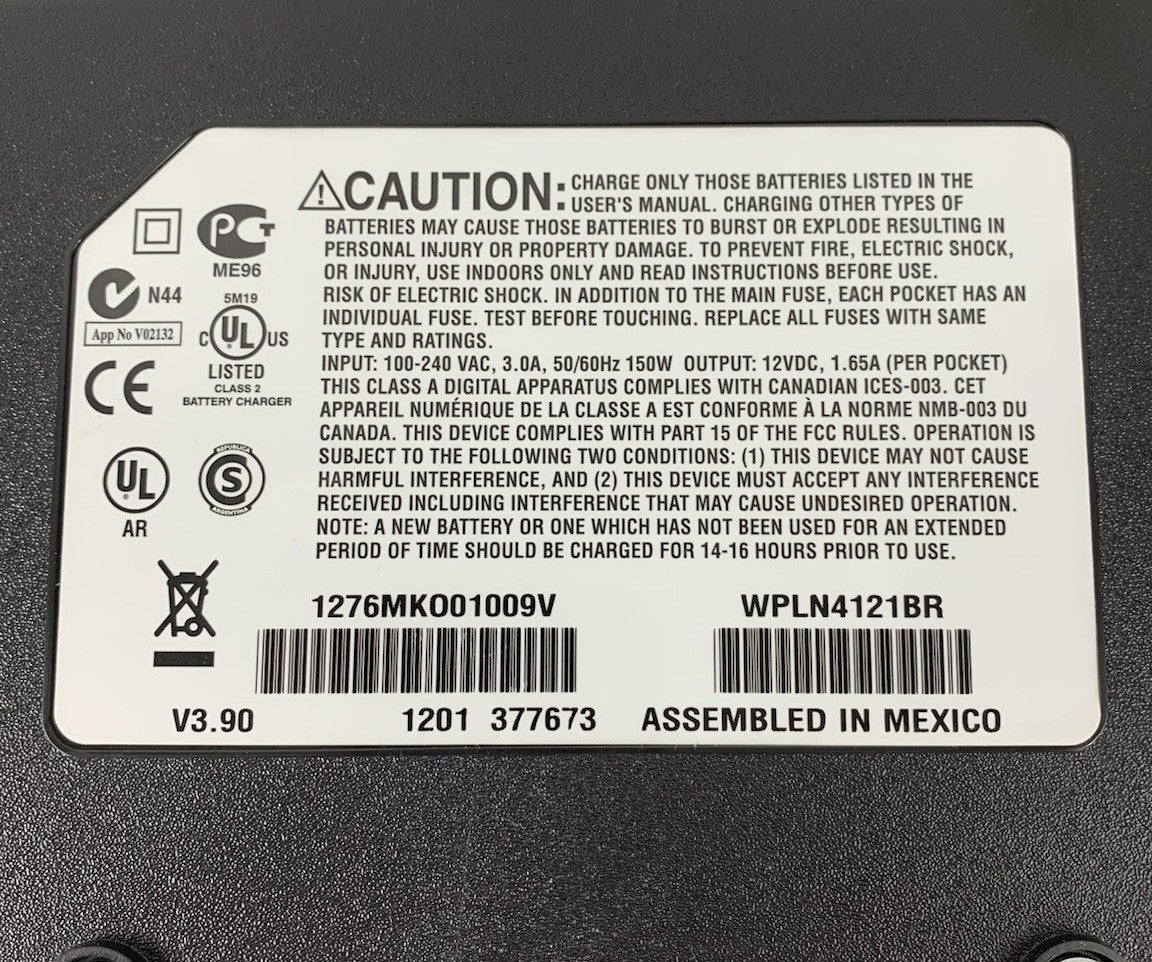 ⚠CAUTION: CHARGE ONLY THOSE BATTERIES LISTED IN THE
USER'S MANUAL. CHARGING OTHER TYPES OF
BATTERIES MAY CAUSE THOSE BATTERIES TO BURST OR EXPLODE RESULTING IN
PERSONAL INJURY OR PROPERTY DAMAGE. TO PREVENT FIRE, ELECTRIC SHOCK,
OR INJURY, USE INDOORS ONLY AND READ INSTRUCTIONS BEFORE USE.
RISK OF ELECTRIC SHOCK. IN ADDITION TO THE MAIN FUSE, EACH POCKET HAS AN
INDIVIDUAL FUSE. TEST BEFORE TOUCHING. REPLACE ALL FUSES WITH SAME
TYPE AND RATINGS.
INPUT: 100-240 VAC, 3.0A, 50/60Hz 150W OUTPUT: 12VDC, 1.65A (PER POCKET)
THIS CLASS A DIGITAL APPARATUS COMPLIES WITH CANADIAN ICES-003. CET
APPAREIL NUMÉRIQUE DE LA CLASSE A EST CONFORME À LA NORME NMB-003 DU
CANADA. THIS DEVICE COMPLIES WITH PART 15 OF THE FCC RULES. OPERATION IS
SUBJECT TO THE FOLLOWING TWO CONDITIONS: (1) THIS DEVICE MAY NOT CAUSE
HARMFUL INTERFERENCE, AND (2) THIS DEVICE MUST ACCEPT ANY INTERFERENCE
RECEIVED INCLUDING INTERFERENCE THAT MAY CAUSE UNDESIRED OPERATION.
NOTE: A NEW BATTERY OR ONE WHICH HAS NOT BEEN USED FOR AN EXTENDED
PERIOD OF TIME SHOULD BE CHARGED FOR 14-16 HOURS PRIOR TO USE.
PCT
ME96
N44
5M19
App No V02132
C UL US
LISTED
CLASS 2
BATTERY CHARGER
CE
UL
AR
REPUBLICA
S
ARGENTINA
1276MKO01009V
WPLN4121BR
V3.90
1201 377673
ASSEMBLED IN MEXICO